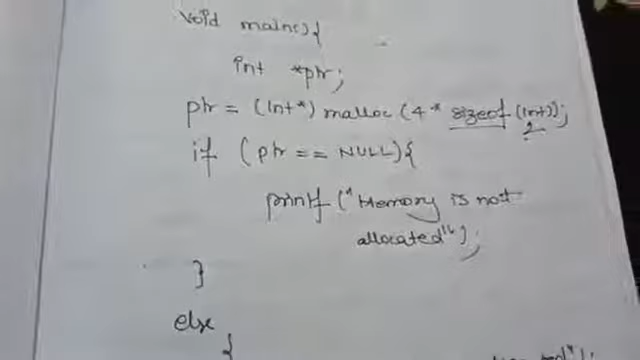 void main(){
int *ptr;
ptr = (int*) malloc (4 * sizeof (int));
2
if (ptr == NULL){
printf ("Memory is not
allocated");
}
else
{
");